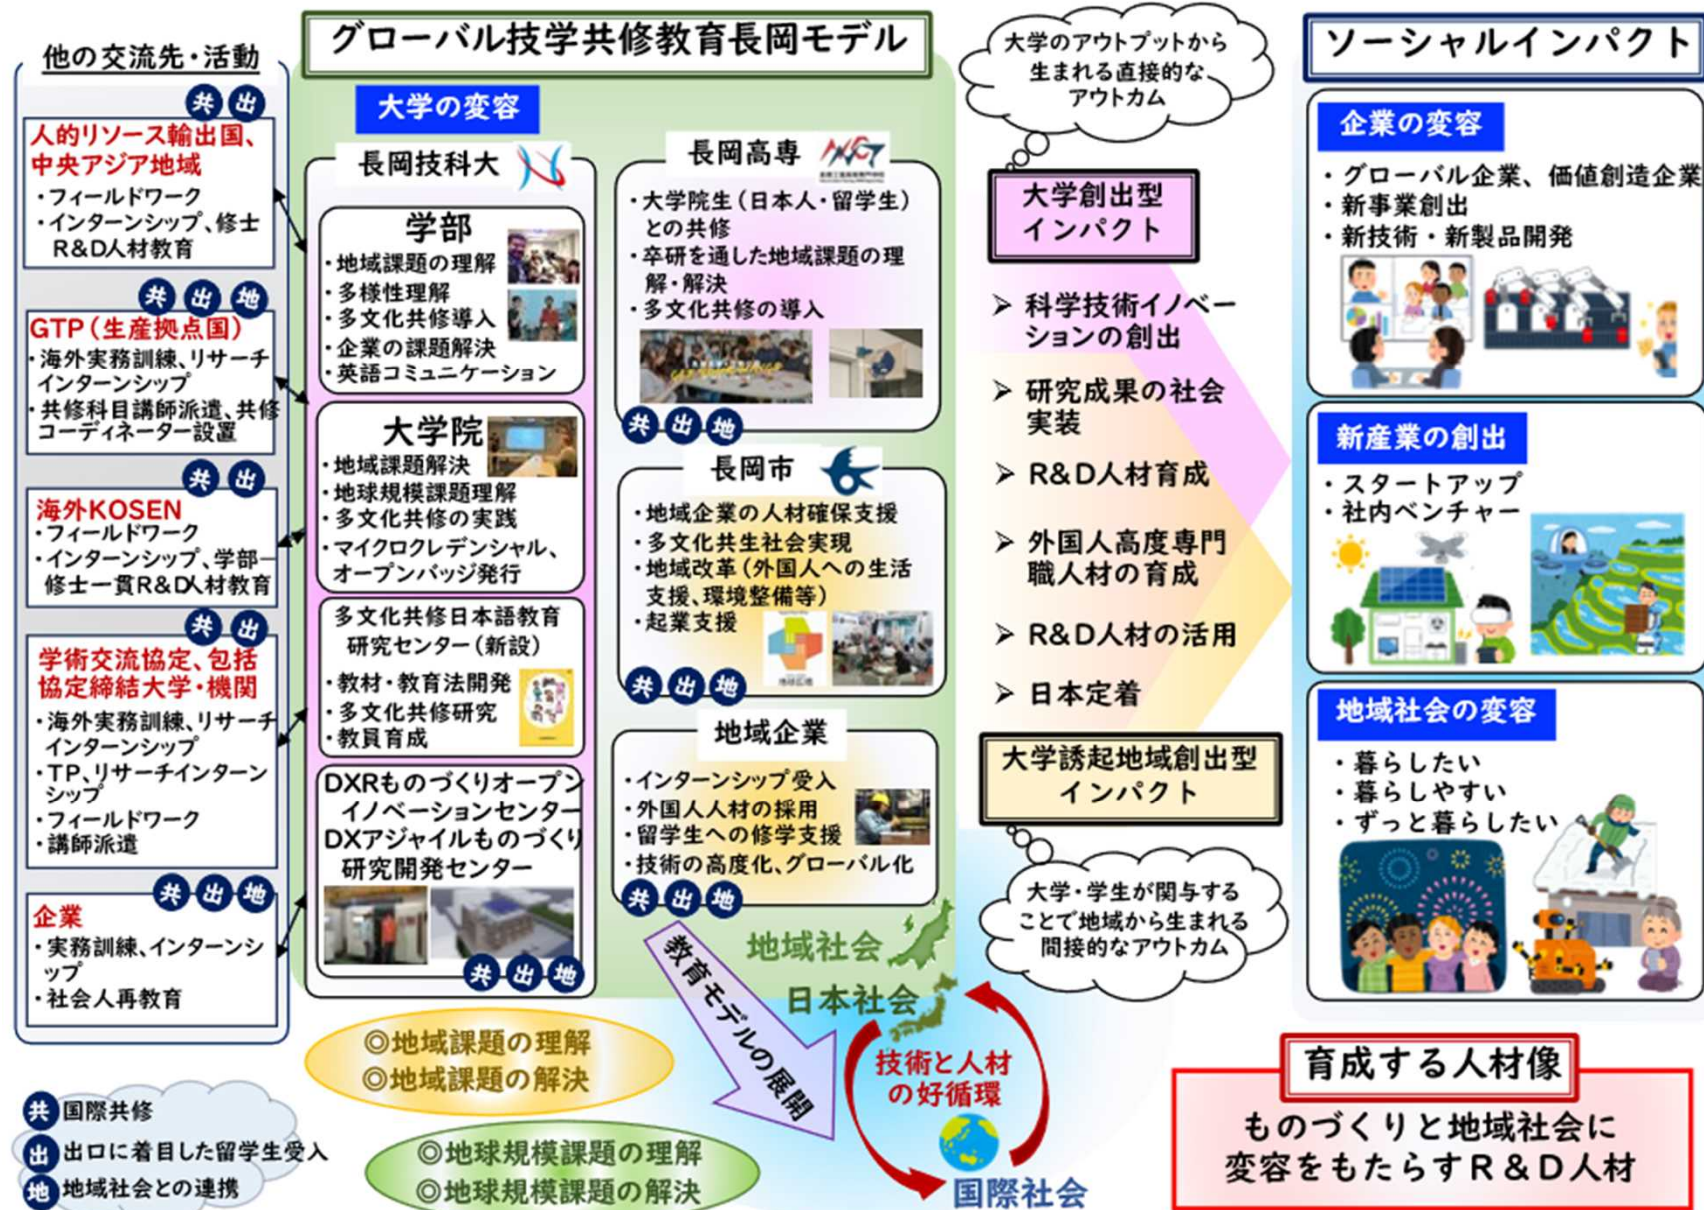 他の交流先・活動
共 出
人的リソース輸出国、
中央アジア地域
・フィールドワーク
・インターンシップ、修士
R&D人材教育
共 出 地
GTP(生産拠点国)
・海外実務訓練、リサーチ
インターンシップ
・共修科目講師派遣、共修
コーディネーター設置
共 出
海外KOSEN
・フィールドワーク
・インターンシップ、学部―
修士一貫R&D人材教育
共 出
学術交流協定、包括
協定締結大学・機関
・海外実務訓練、リサーチ
インターンシップ
・TP、リサーチインターン
シップ
・フィールドワーク
・講師派遣
共 出 地
企業
・実務訓練、インターンシ
ップ
・社会人再教育
共 国際共修
出 出口に着目した留学生受入
地 地域社会との連携
グローバル技学共修教育長岡モデル
大学の変容
長岡技科大
学部
・地域課題の理解
・多様性理解
・多文化共修導入
・企業の課題解決
・英語コミュニケーション
大学院
・地域課題解決
・地球規模課題理解
・多文化共修の実践
・マイクロクレデンシャル、
オープンバッジ発行
多文化共修日本語教育
研究センター(新設)
・教材・教育法開発
・多文化共修研究
・教員育成
DXRものづくりオープン
イノベーションセンター
DXアジャイルものづくり
研究開発センター
共 出 地
長岡高専
・大学院生(日本人・留学生)
との共修
・卒研を通した地域課題の理
解・解決
・多文化共修の導入
共 出 地
長岡市
・地域企業の人材確保支援
・多文化共生社会実現
・地域改革(外国人への生活
支援、環境整備等)
・起業支援
共 出 地
地域企業
・インターンシップ受入
・外国人人材の採用
・留学生への修学支援
・技術の高度化、グローバル化
共 出 地
◎地域課題の理解
◎地域課題の解決
◎地球規模課題の理解
◎地球規模課題の解決
教育モデルの展開
地域社会
日本社会
技術と人材
の好循環
国際社会
大学のアウトプットから
生まれる直接的な
アウトカム
大学創出型
インパクト
➢ 科学技術イノベー
ションの創出
➢ 研究成果の社会
実装
➢ R&D人材育成
➢ 外国人高度専門
職人材の育成
➢ R&D人材の活用
➢ 日本定着
大学誘起地域創出型
インパクト
大学・学生が関与する
ことで地域から生まれる
間接的なアウトカム
ソーシャルインパクト
企業の変容
・グローバル企業、価値創造企業
・新事業創出
・新技術・新製品開発
新産業の創出
・スタートアップ
・社内ベンチャー
地域社会の変容
・暮らしたい
・暮らしやすい
・ずっと暮らしたい
育成する人材像
ものづくりと地域社会に
変容をもたらすR&D人材